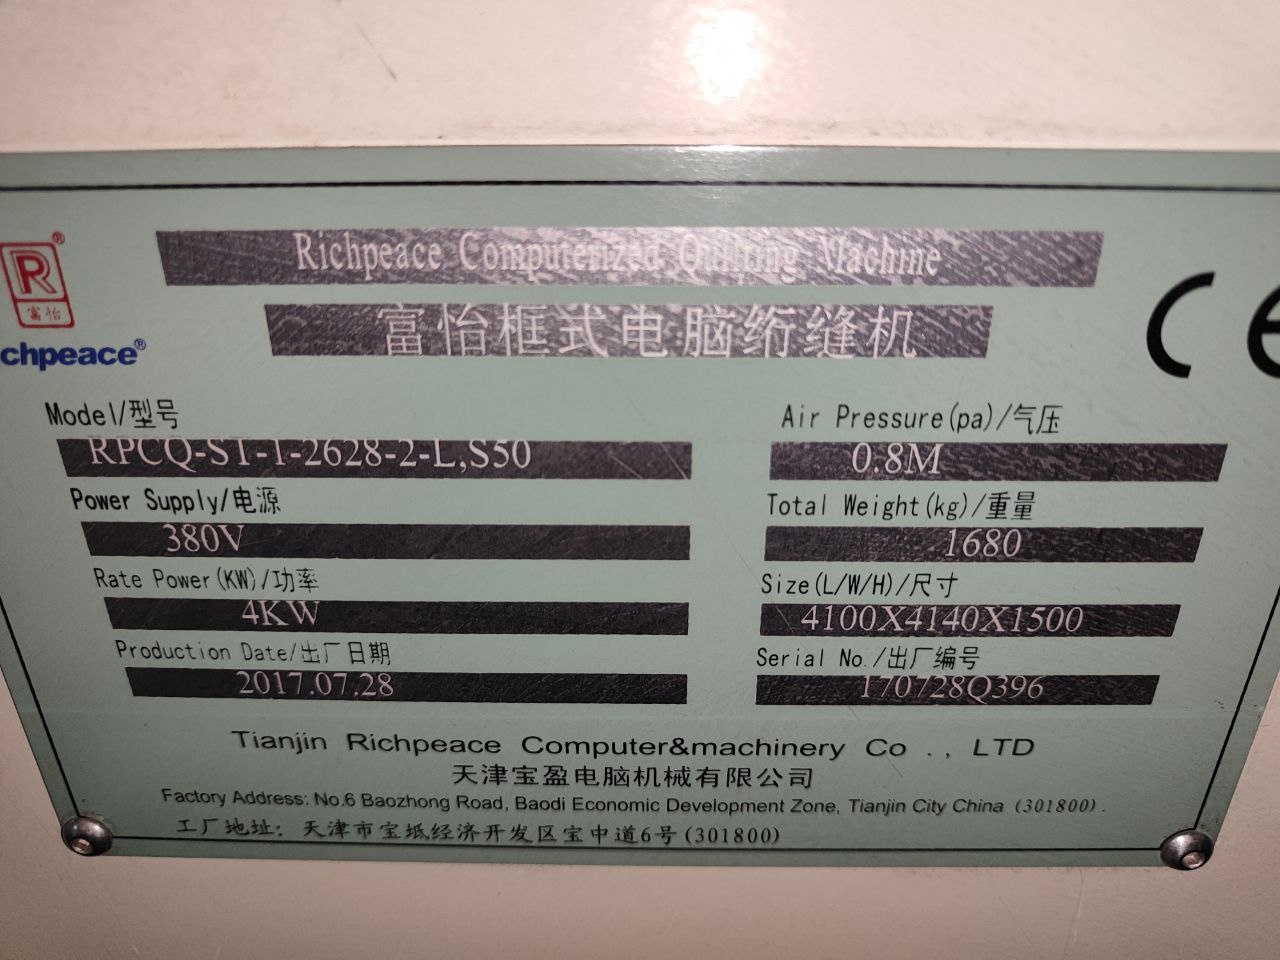 Richpeace Computerized Quilting Machine
富怡框式电脑绗缝机
R®
富怡
chpeace®
CE
Model/型号
RPCQ-ST-1-2628-2-L,S50
Air Pressure(pa)/气压
0.8M
Power Supply/电源
380V
Total Weight(kg)/重量
1680
Rate Power(KW)/功率
4KW
Size(L/W/H)/尺寸
4100X4140X1500
Production Date/出厂日期
2017.07.28
Serial No./出厂编号
170728Q396
Tianjin Richpeace Computer&machinery Co ., LTD
天津宝盈电脑机械有限公司
Factory Address: No.6 Baozhong Road, Baodi Economic Development Zone, Tianjin City China (301800).
工厂地址: 天津市宝坻经济开发区宝中道6号(301800)